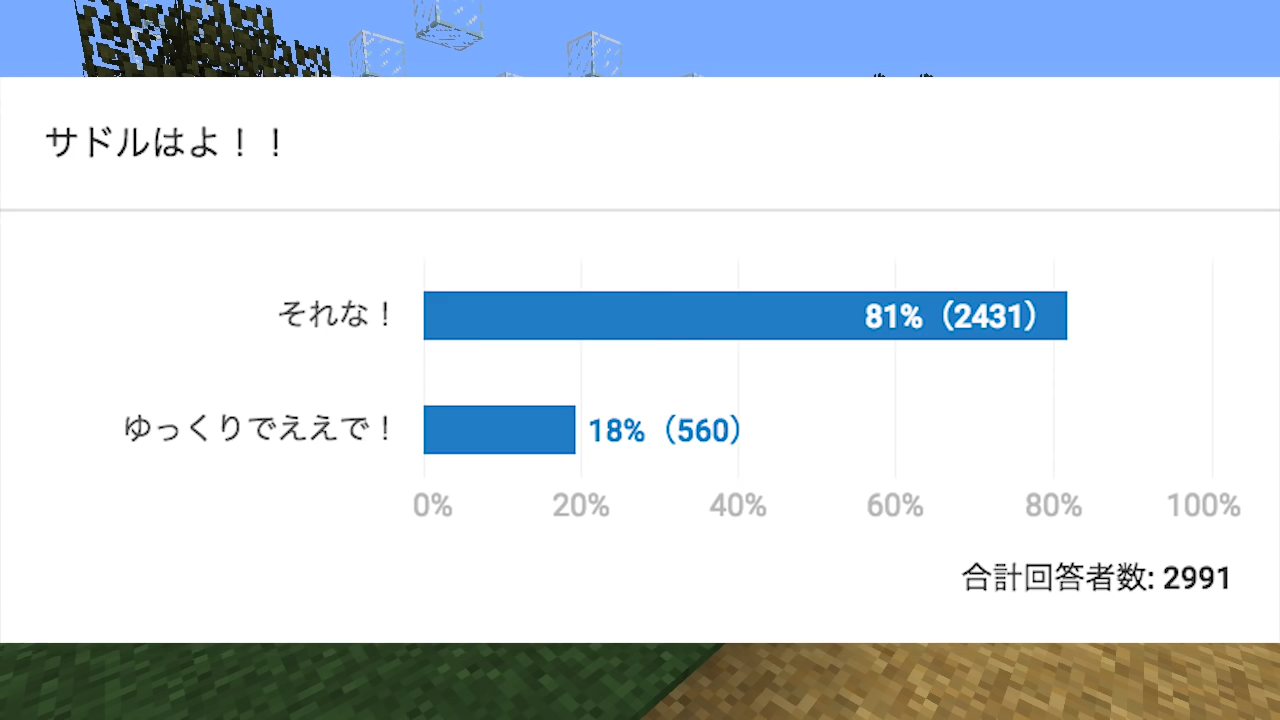 サドルはよ！！
それな！ 81%（2431）
ゆっくりでええで！ 18%（560）
0% 20% 40% 60% 80% 100%
合計回答者数: 2991